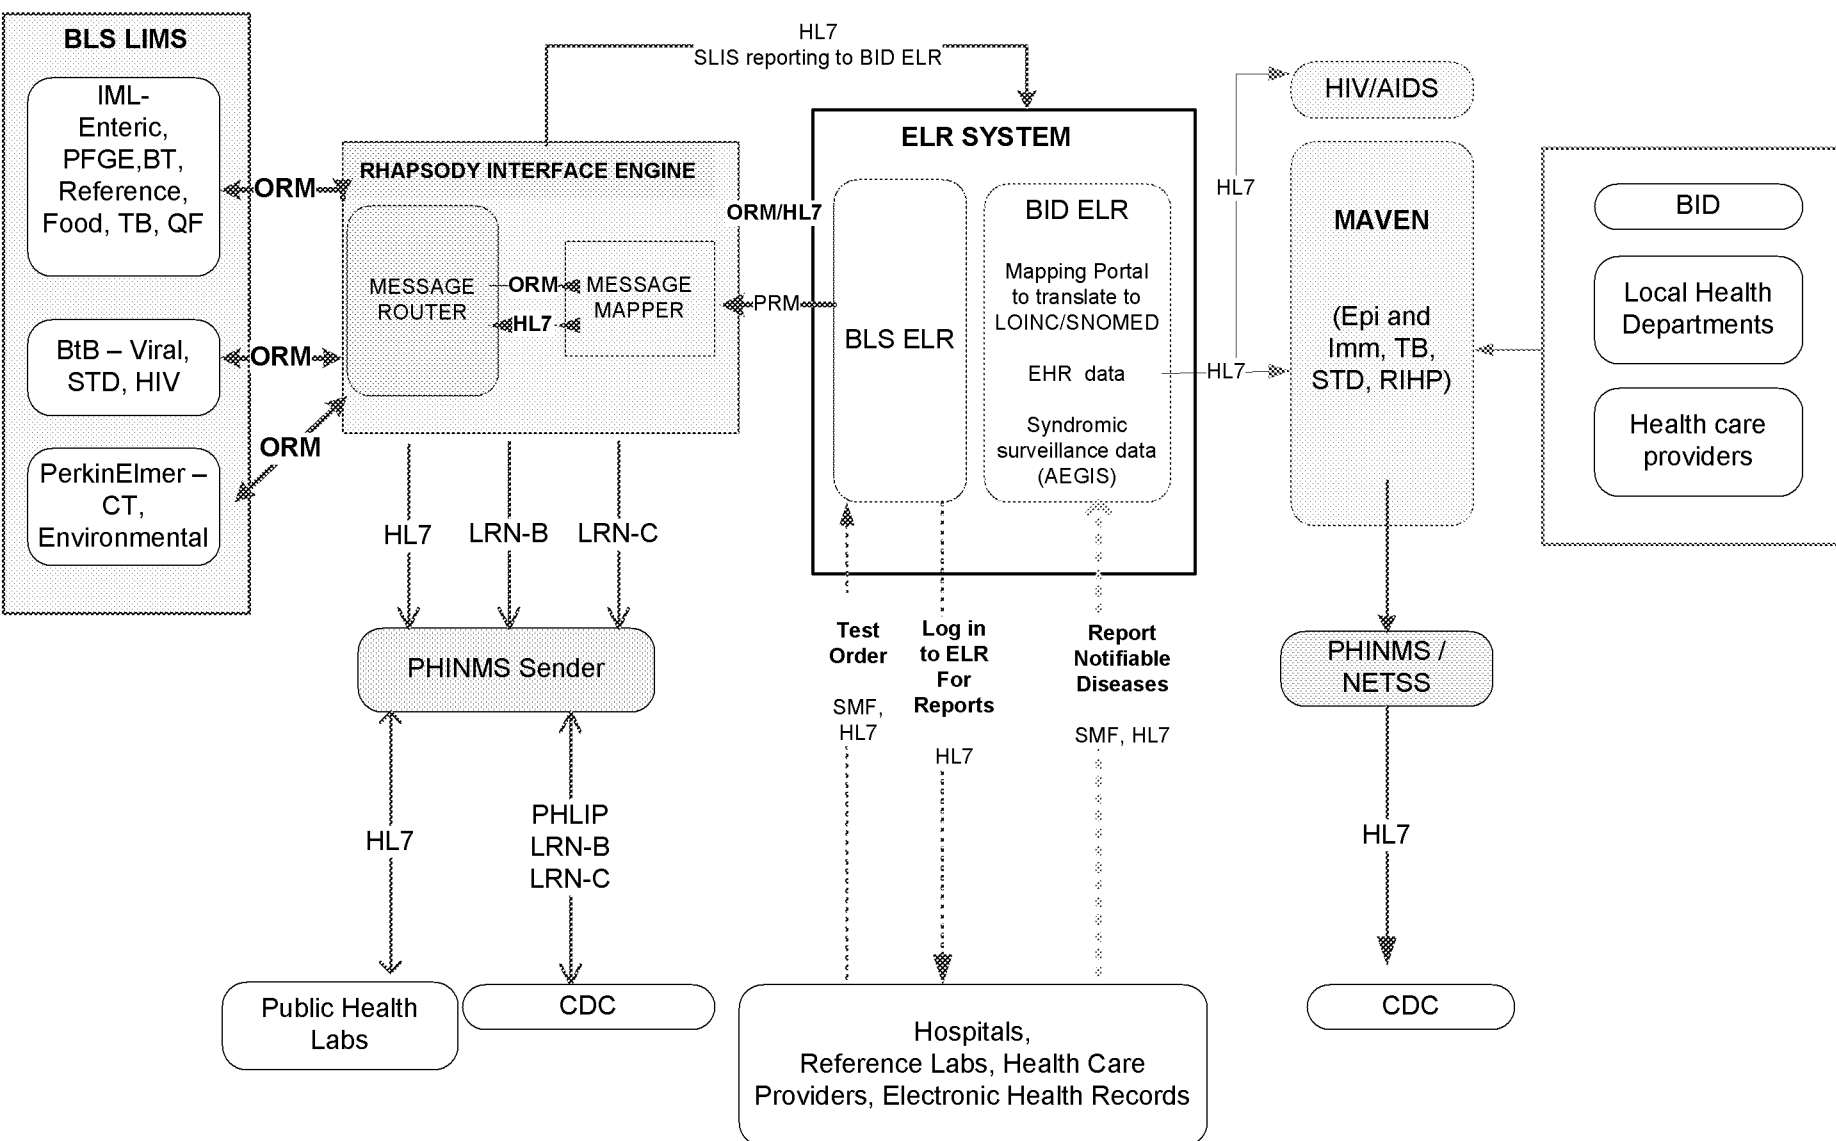 BLS LIMS
IML-
Enteric,
PFGE,BT,
Reference,
Food, TB, QF
BtB – Viral,
STD, HIV
PerkinElmer –
CT,
Environmental
ORM
ORM
ORM
HL7
SLIS reporting to BID ELR
RHAPSODY INTERFACE ENGINE
MESSAGE
ROUTER
ORM
HL7
MESSAGE
MAPPER
ORM/HL7
PRM
ELR SYSTEM
BLS ELR
BID ELR
Mapping Portal
to translate to
LOINC/SNOMED
EHR data
Syndromic
surveillance data
(AEGIS)
HL7
HL7
HIV/AIDS
MAVEN
(Epi and
Imm, TB,
STD, RIHP)
BID
Local Health
Departments
Health care
providers
HL7
LRN-B
LRN-C
PHINMS Sender
HL7
PHLIP
LRN-B
LRN-C
Public Health
Labs
CDC
Test
Order
SMF,
HL7
Log in
to ELR
For
Reports
HL7
Report
Notifiable
Diseases
SMF, HL7
Hospitals,
Reference Labs, Health Care
Providers, Electronic Health Records
PHINMS /
NETSS
HL7
CDC